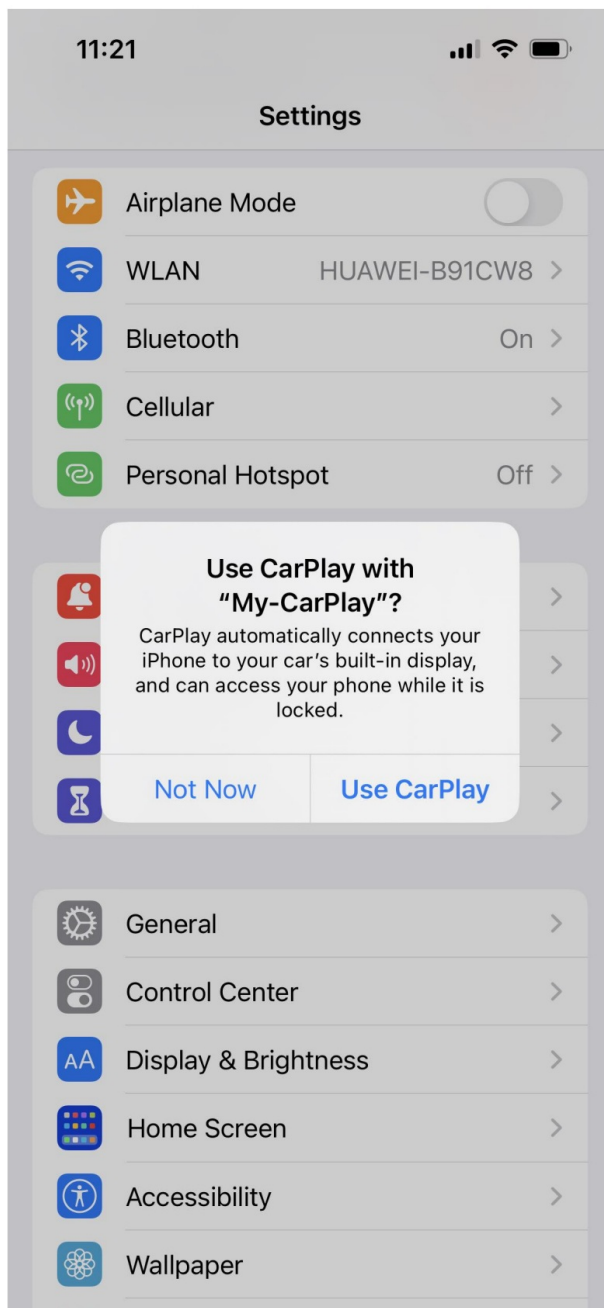 11:21
Settings
Airplane Mode
WLAN HUAWEI-B91CW8
Bluetooth On
Cellular
Personal Hotspot Off
Use CarPlay with
“My-CarPlay”?
CarPlay automatically connects your
iPhone to your car’s built-in display,
and can access your phone while it is
locked.
Not Now Use CarPlay
General
Control Center
AA Display & Brightness
Home Screen
Accessibility
Wallpaper